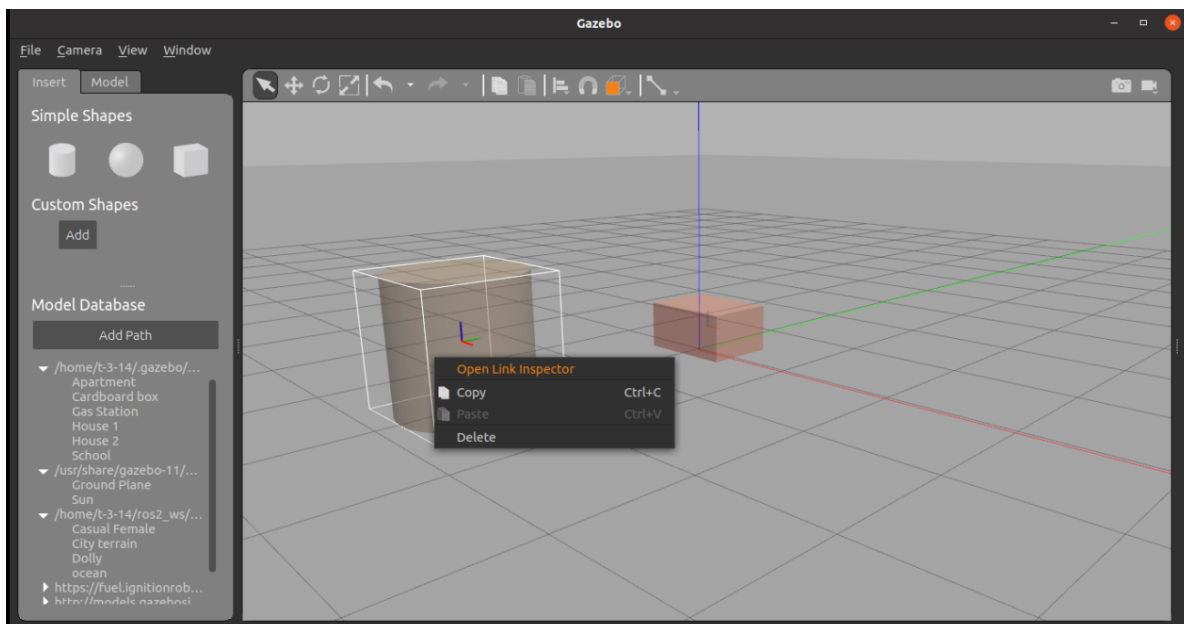 Gazebo
File Camera View Window
Insert Model
Simple Shapes
Custom Shapes
Add
Model Database
Add Path
/home/t-3-14/.gazebo/...
Apartment
Cardboard box
Gas Station
House 1
House 2
School
/usr/share/gazebo-11/...
Ground Plane
Sun
/home/t-3-14/ros2_ws/...
Casual Female
City terrain
Dolly
ocean
https://fuel.ignitionrob...
http://models.gazebosi...
Open Link Inspector
Copy Ctrl+C
Paste Ctrl+V
Delete